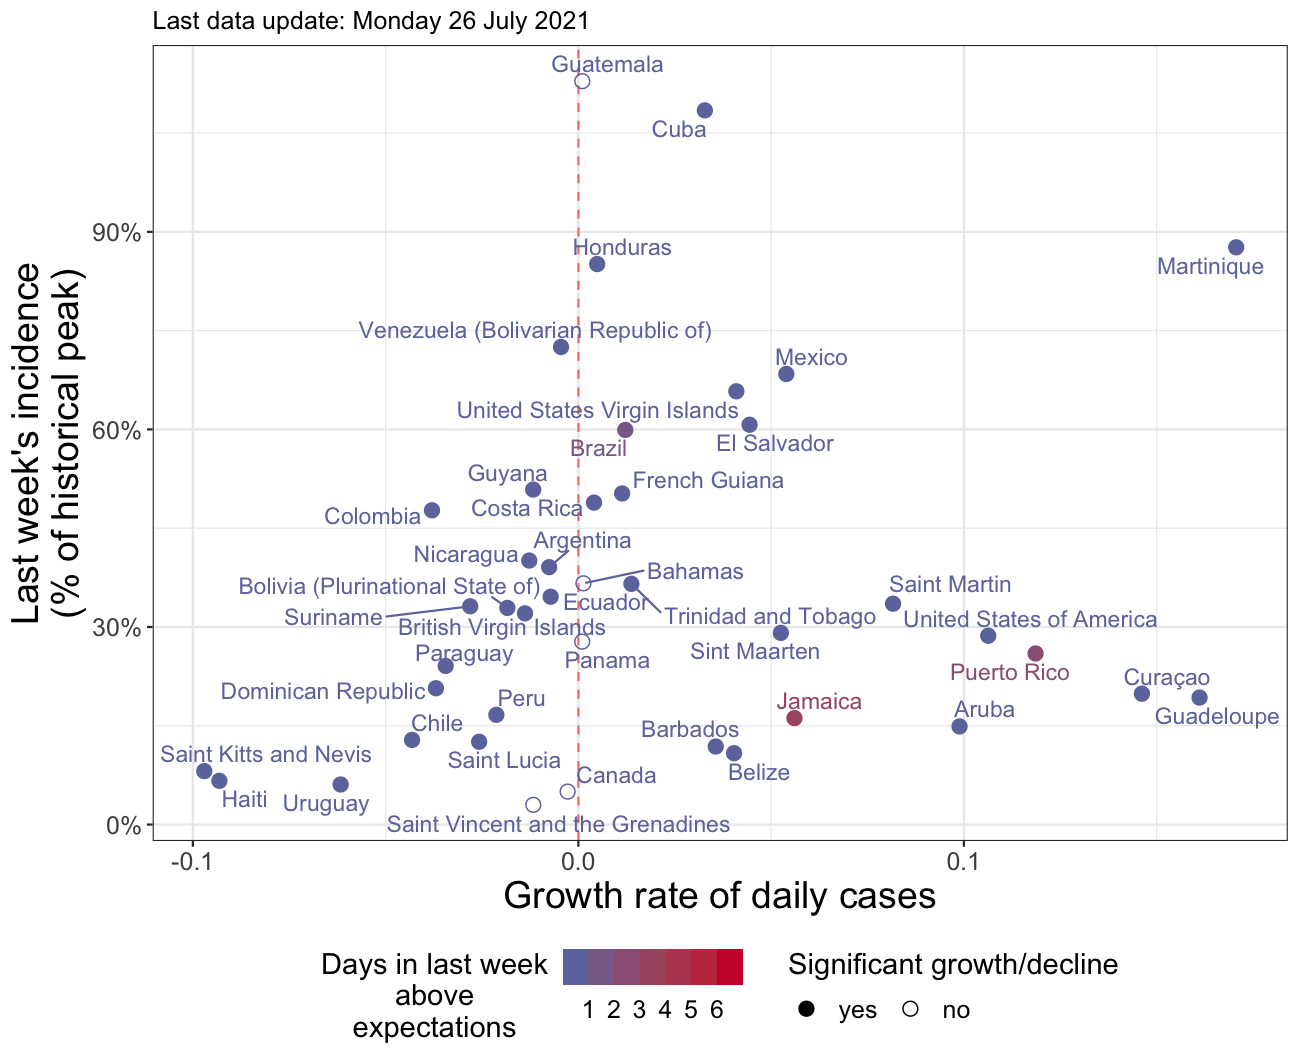 Last data update: Monday 26 July 2021
Guatemala
Cuba
90%
Honduras
Martinique
Venezuela (Bolivarian Republic of)
Mexico
United States Virgin Islands
60%
El Salvador
Brazil
Guyana
French Guiana
Costa Rica
Colombia
Argentina
Nicaragua
Bahamas
Bolivia (Plurinational State of)
Saint Martin
Ecuador
Suriname
Trinidad and Tobago
United States of America
30%
British Virgin Islands
Paraguay
Sint Maarten
Panama
Puerto Rico
Curaçao
Dominican Republic
Peru
Jamaica
Aruba
Guadeloupe
Chile
Barbados
Saint Kitts and Nevis
Saint Lucia
Belize
Canada
Haiti
Uruguay
0%
Saint Vincent and the Grenadines
Last week's incidence
(% of historical peak)
-0.1
0.0
0.1
Growth rate of daily cases
Days in last week
above
expectations
1 2 3 4 5 6
Significant growth/decline
yes
no